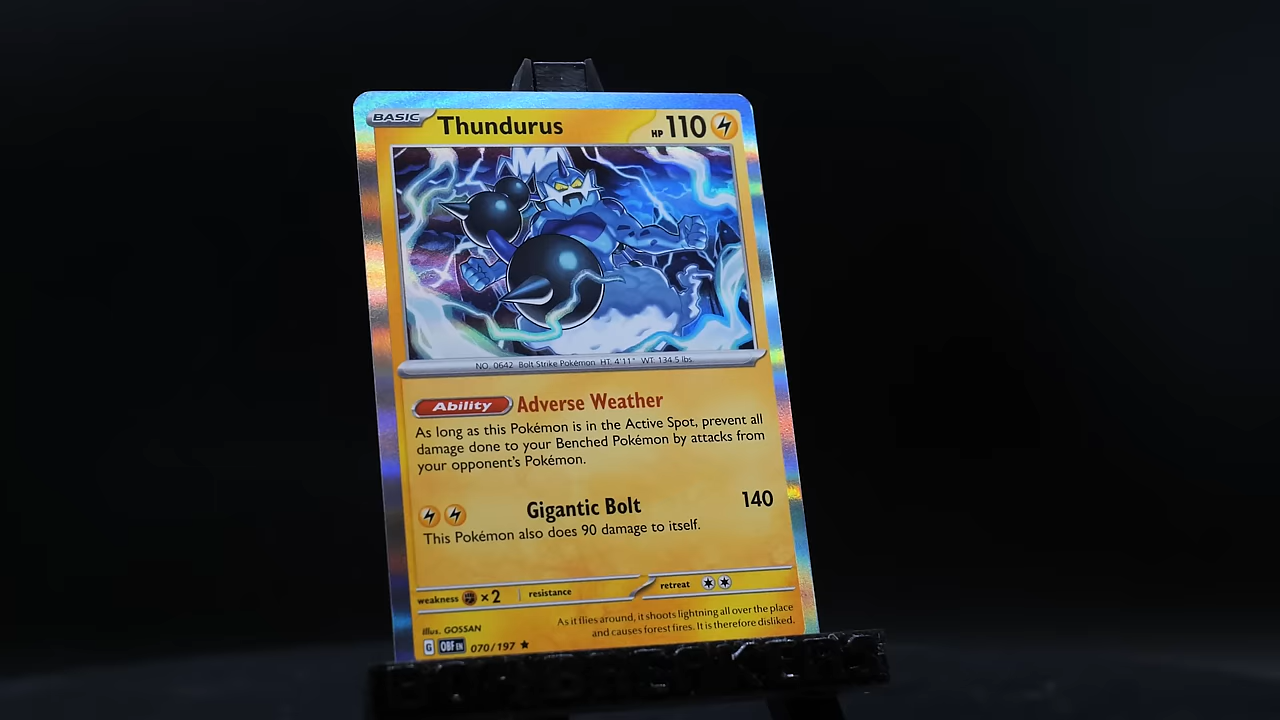 BASIC
Thundurus
HP 110
NO. 0642 Bolt Strike Pokémon HT: 4'11" WT: 134.5 lbs.
Ability Adverse Weather
As long as this Pokémon is in the Active Spot, prevent all
damage done to your Benched Pokémon by attacks from
your opponent's Pokémon.
Gigantic Bolt 140
This Pokémon also does 90 damage to itself.
weakness ×2 resistance retreat
Illus. GOSSAN
As it flies around, it shoots lightning all over the place
and causes forest fires. It is therefore disliked.
G OBF EN 070/197